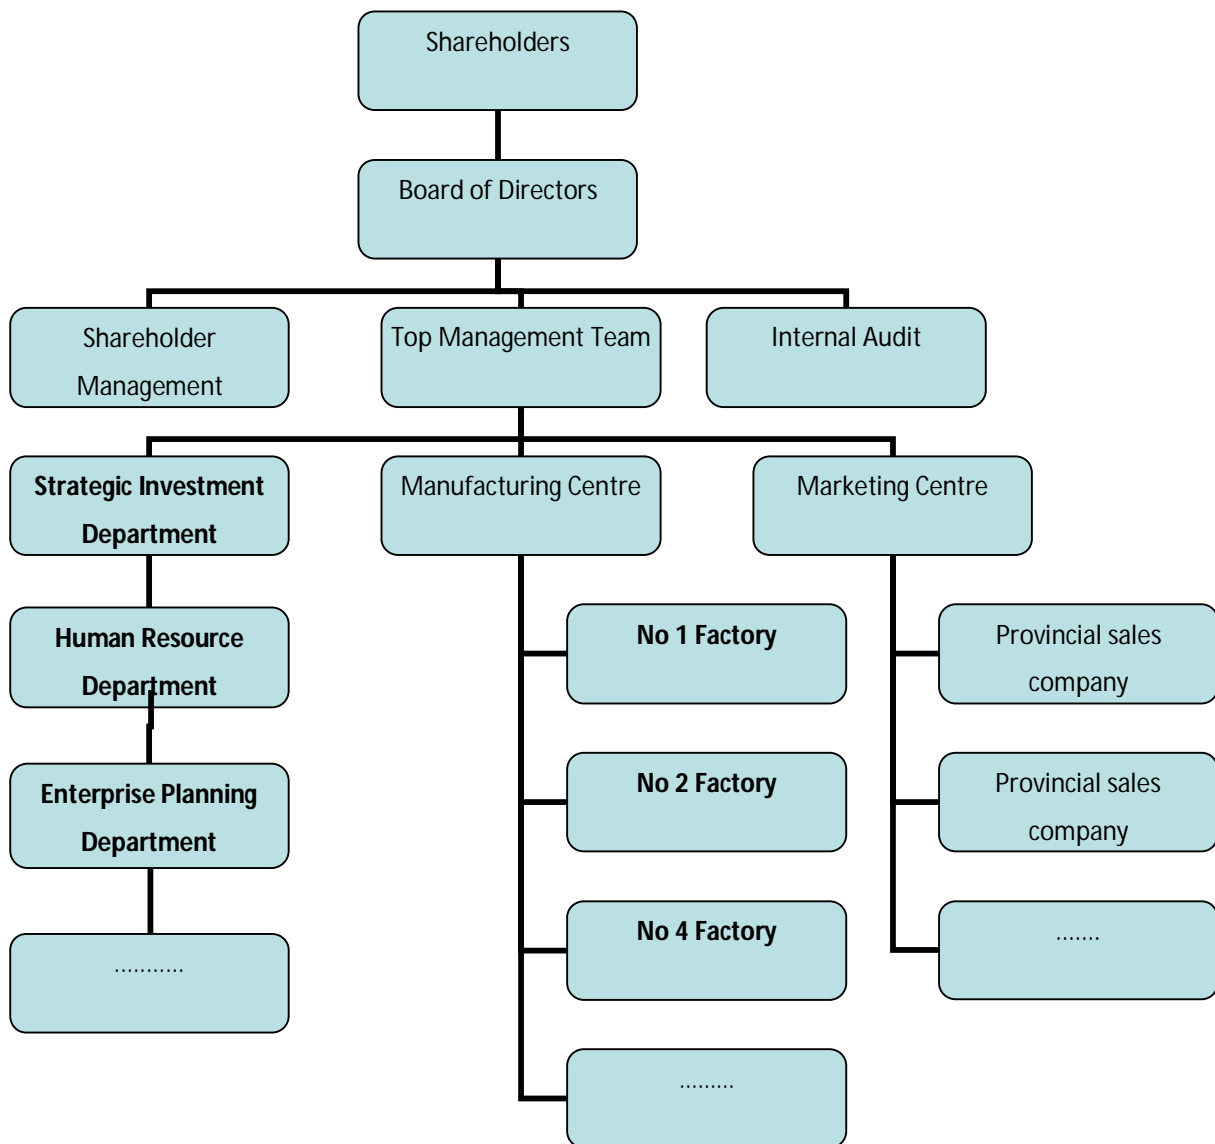 Shareholders
Board of Directors
Shareholder
Management
Top Management Team
Internal Audit
Strategic Investment
Department
Manufacturing Centre
Marketing Centre
Human Resource
Department
No 1 Factory
Provincial sales
company
Enterprise Planning
Department
No 2 Factory
Provincial sales
company
...........
No 4 Factory
.......
.........